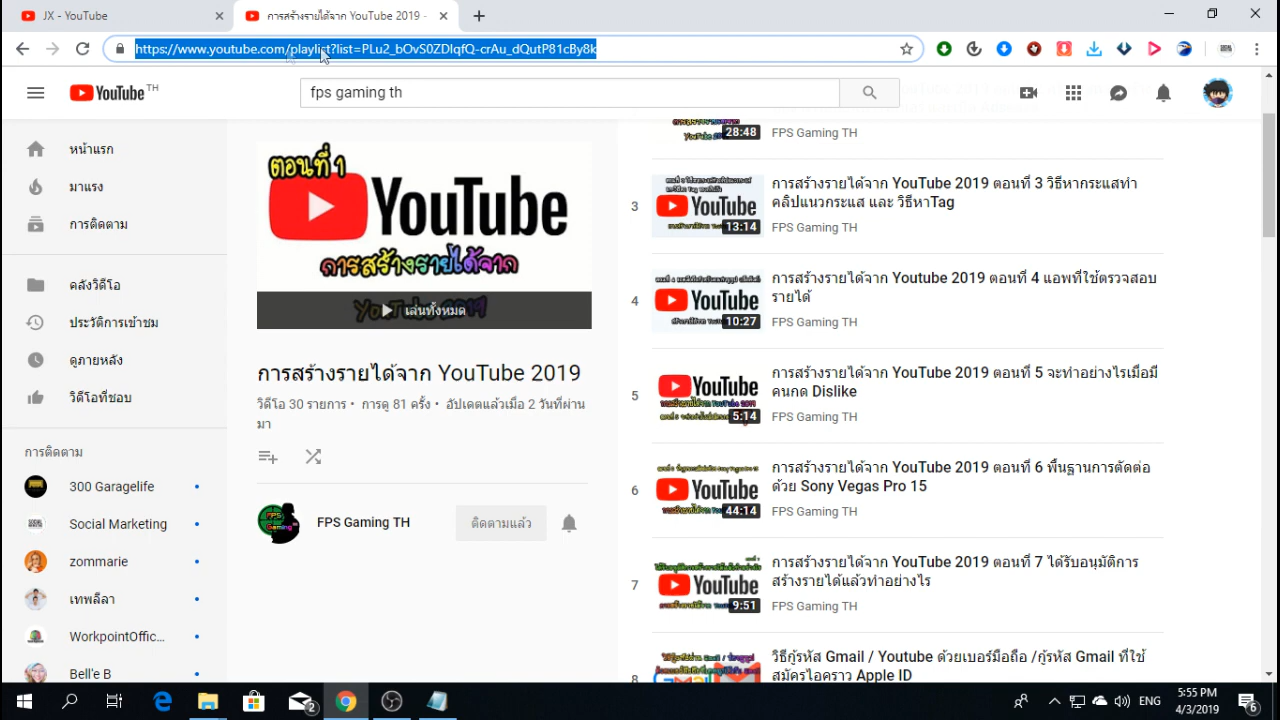 JX - YouTube
การสร้างรายได้จาก YouTube 2019 -
https://www.youtube.com/playlist?list=PLu2_bOvS0ZDIqfQ-crAu_dQutP81cBy8k
YouTube TH
fps gaming th
หน้าแรก
มาแรง
การติดตาม
คลังวิดีโอ
ประวัติการเข้าชม
ดูภายหลัง
วิดีโอที่ชอบ
การติดตาม
300 Garagelife
Social Marketing
zommarie
เทพลีลา
WorkpointOffic...
Bell'e B
ตอนที่ 1
YouTube
การสร้างรายได้จาก
YouTube 2019
เล่นทั้งหมด
การสร้างรายได้จาก YouTube 2019
วิดีโอ 30 รายการ • การดู 81 ครั้ง • อัปเดตแล้วเมื่อ 2 วันที่ผ่าน
มา
FPS Gaming TH
ติดตามแล้ว
28:48
FPS Gaming TH
3
YouTube
13:14
การสร้างรายได้จาก YouTube 2019 ตอนที่ 3 วิธีหากระแสทำ
คลิปแนวกระแส และ วิธีหาTag
FPS Gaming TH
4
YouTube
10:27
การสร้างรายได้จาก Youtube 2019 ตอนที่ 4 แอพที่ใช้ตรวจสอบ
รายได้
FPS Gaming TH
5
YouTube
5:14
การสร้างรายได้จาก YouTube 2019 ตอนที่ 5 จะทำอย่างไรเมื่อมี
คนกด Dislike
FPS Gaming TH
6
YouTube
44:14
การสร้างรายได้จาก YouTube 2019 ตอนที่ 6 พื้นฐานการตัดต่อ
ด้วย Sony Vegas Pro 15
FPS Gaming TH
7
YouTube
9:51
การสร้างรายได้จาก YouTube 2019 ตอนที่ 7 ได้รับอนุมัติการ
สร้างรายได้แล้วทำอย่างไร
FPS Gaming TH
8
วิธีกู้รหัส Gmail / Youtube ด้วยเบอร์มือถือ /กู้รหัส Gmail ที่ใช้
สมัครไอคราว Apple ID
2
ENG
5:55 PM
4/3/2019
6